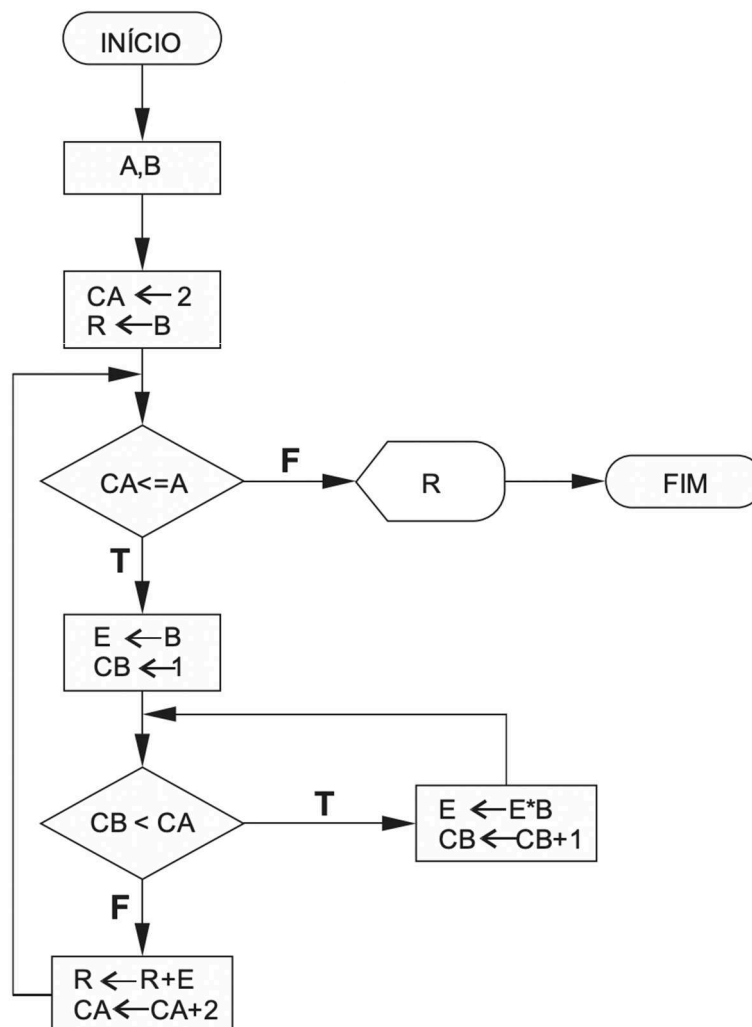 INÍCIO
A,B
CA ← 2
R ← B
CA<=A
F
R
FIM
T
E ← B
CB ← 1
CB < CA
T
E ← E*B
CB ← CB+1
F
R ← R+E
CA ← CA+2